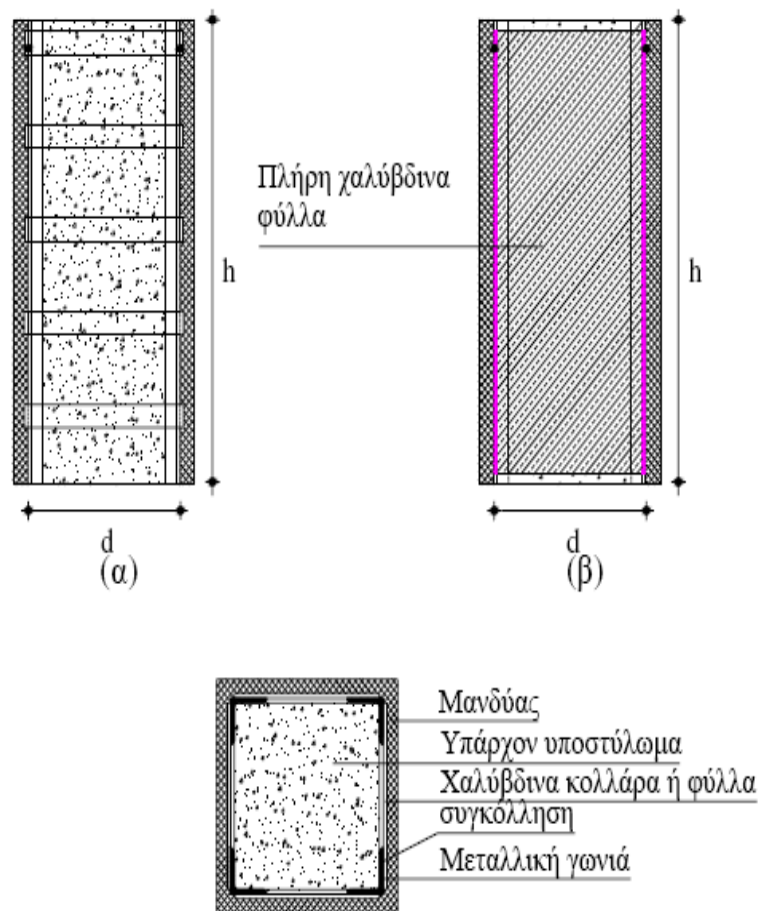 Πλήρη χαλύβδινα
φύλλα
h
h
d
(α)
d
(β)
Μανδύας
Υπάρχον υποστύλωμα
Χαλύβδινα κολλάρα ή φύλλα
συγκόλληση
Μεταλλική γωνιά